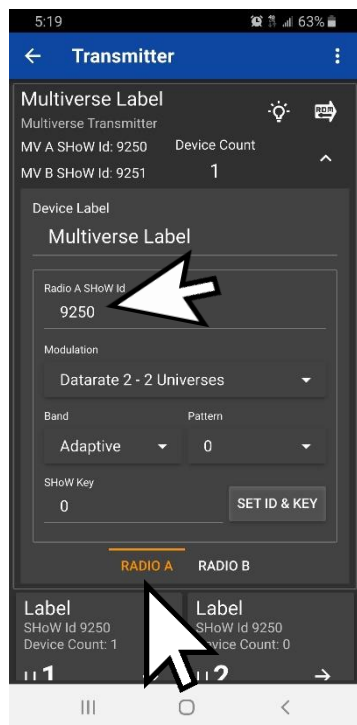 5:19 63%
Transmitter
Multiverse Label
RDM
Multiverse Transmitter
MV A SHoW Id: 9250 Device Count
MV B SHoW Id: 9251 1
Device Label
Multiverse Label
Radio A SHoW Id
9250
Modulation
Datarate 2 - 2 Universes
Band Pattern
Adaptive 0
SHoW Key
0 SET ID & KEY
RADIO A RADIO B
Label Label
SHoW Id 9250 SHoW Id 9250
Device Count: 1 Device Count: 0
1 2